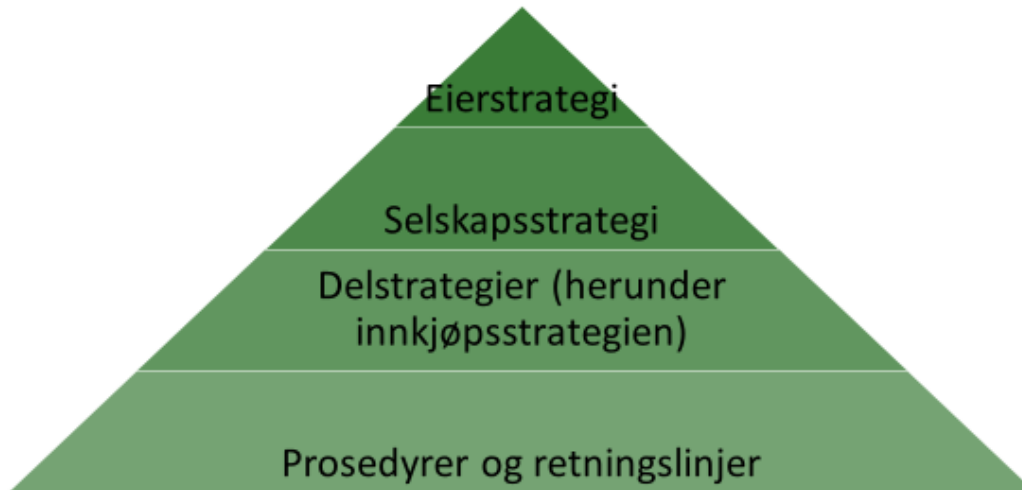 Eierstrategi
Selskapsstrategi
Delstrategier (herunder
innkjøpsstrategien)
Prosedyrer og retningslinjer